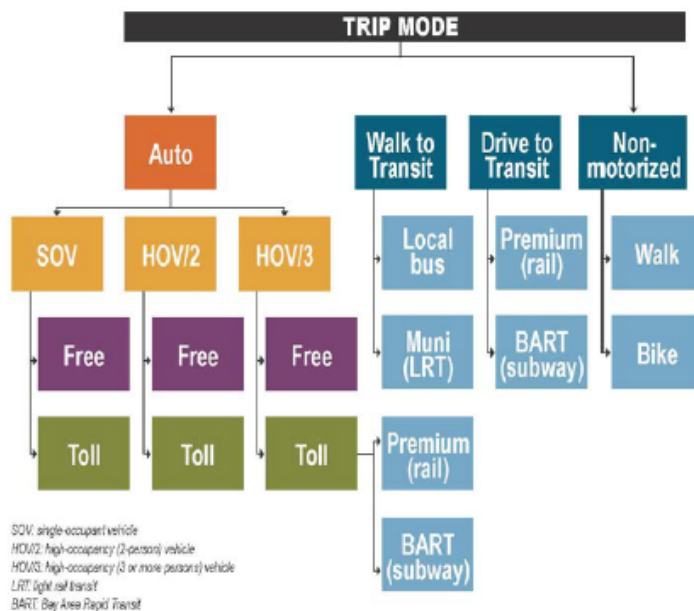 TRIP MODE
Auto
Walk to
Transit
Drive to
Transit
Non-
motorized
SOV
HOV/2
HOV/3
Local
bus
Premium
(rail)
Walk
Free
Free
Free
Muni
(LRT)
BART
(subway)
Bike
Toll
Toll
Toll
Premium
(rail)
BART
(subway)
SOV: single-occupant vehicle
HOV/2: high-occupancy (2-person) vehicle
HOV/3: high-occupancy (3 or more persons) vehicle
LRT: light rail transit
BART: Bay Area Rapid Transit